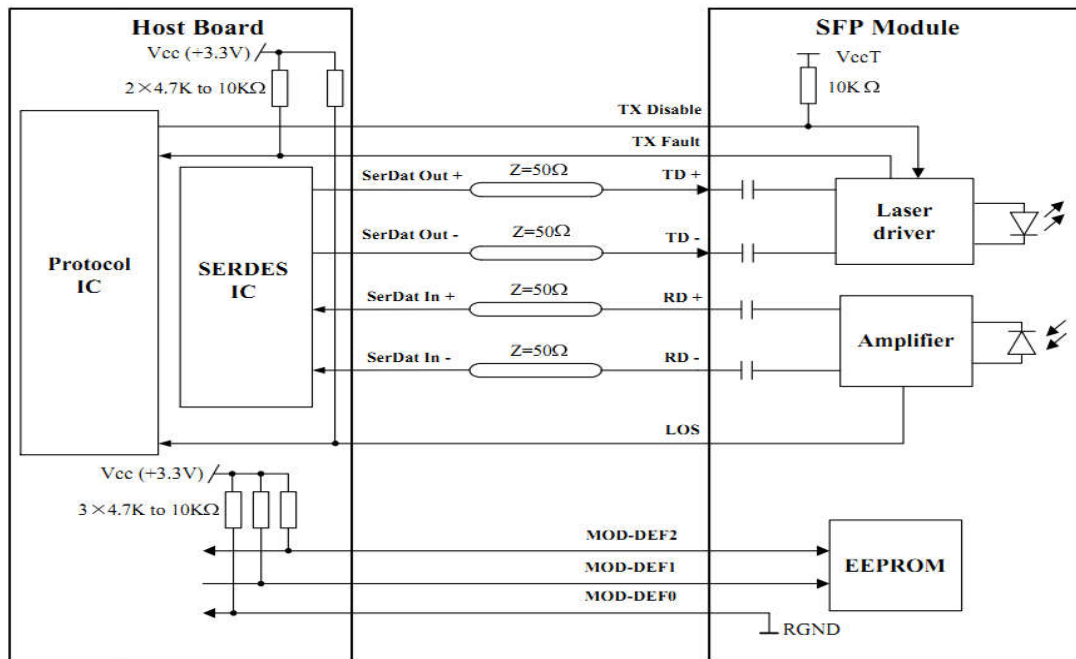 Host Board
SFP Module
Vcc (+3.3V)
VccT
2×4.7K to 10KΩ
10K Ω
TX Disable
TX Fault
SerDat Out +
Z=50Ω
TD +
Laser
driver
SerDat Out -
Z=50Ω
TD -
Protocol
IC
SERDES
IC
SerDat In +
Z=50Ω
RD +
Amplifier
SerDat In -
Z=50Ω
RD -
LOS
Vcc (+3.3V)
3×4.7K to 10KΩ
MOD-DEF2
EEPROM
MOD-DEF1
MOD-DEF0
RGND